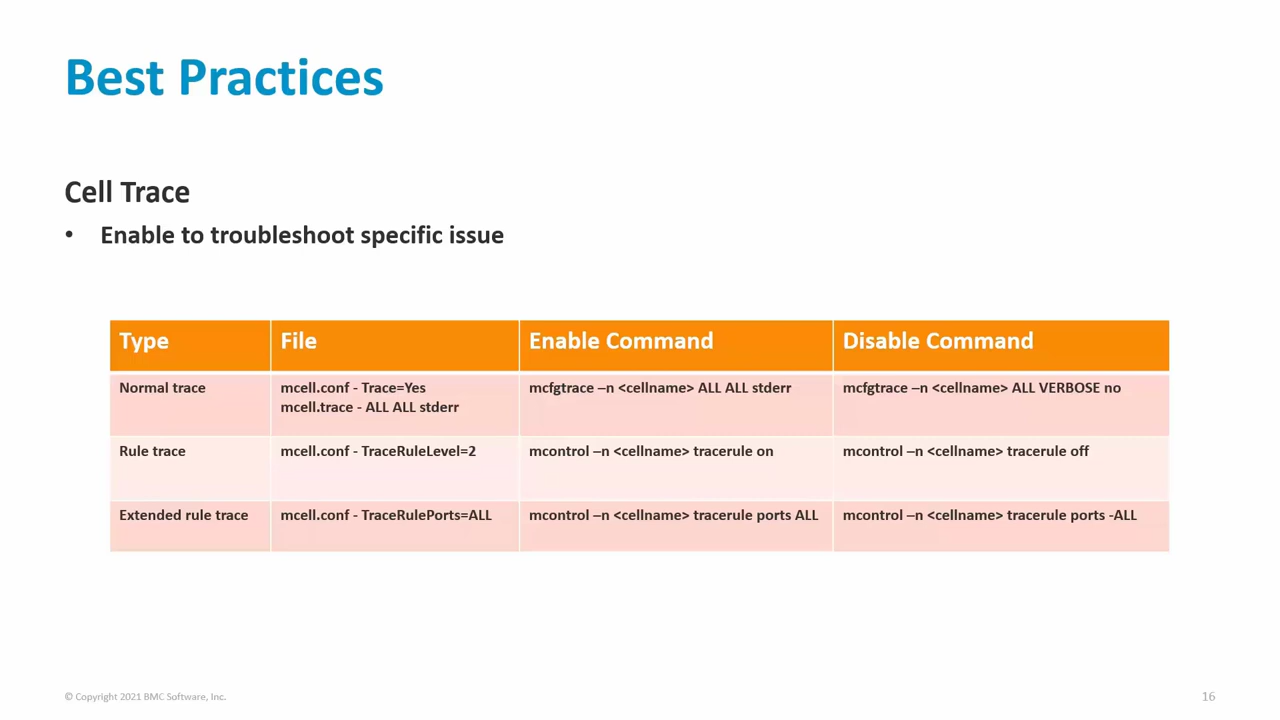 Best Practices
Cell Trace
• Enable to troubleshoot specific issue
Type File Enable Command Disable Command
Normal trace mcell.conf - Trace=Yes mcfgtrace –n <cellname> ALL ALL stderr mcfgtrace –n <cellname> ALL VERBOSE no
mcell.trace - ALL ALL stderr
Rule trace mcell.conf - TraceRuleLevel=2 mcontrol –n <cellname> tracerule on mcontrol –n <cellname> tracerule off
Extended rule trace mcell.conf - TraceRulePorts=ALL mcontrol –n <cellname> tracerule ports ALL mcontrol –n <cellname> tracerule ports -ALL
© Copyright 2021 BMC Software, Inc. 16